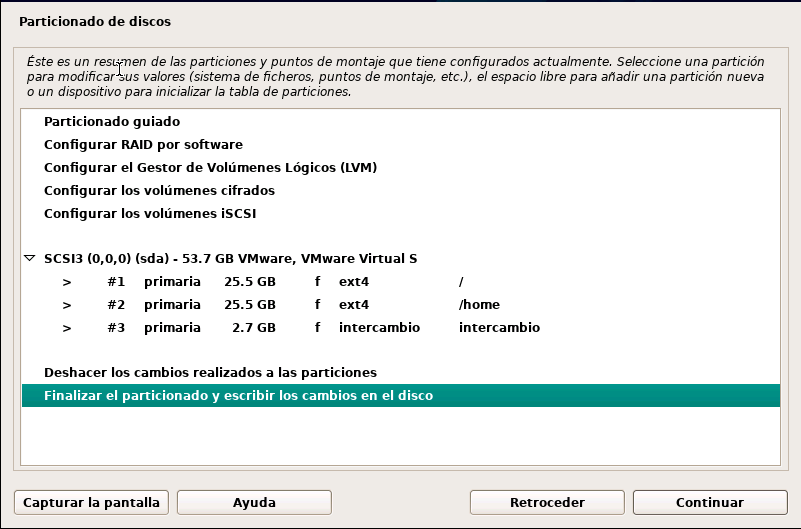 Particionado de discos
Éste es un resumen de las particiones y puntos de montaje que tiene configurados actualmente. Seleccione una partición
para modificar sus valores (sistema de ficheros, puntos de montaje, etc.), el espacio libre para añadir una partición nueva
o un dispositivo para inicializar la tabla de particiones.
Particionado guiado
Configurar RAID por software
Configurar el Gestor de Volúmenes Lógicos (LVM)
Configurar los volúmenes cifrados
Configurar los volúmenes iSCSI
SCSI3 (0,0,0) (sda) - 53.7 GB VMware, VMware Virtual S
> #1 primaria 25.5 GB f ext4 /
> #2 primaria 25.5 GB f ext4 /home
> #3 primaria 2.7 GB f intercambio intercambio
Deshacer los cambios realizados a las particiones
Finalizar el particionado y escribir los cambios en el disco
Capturar la pantalla Ayuda Retroceder Continuar